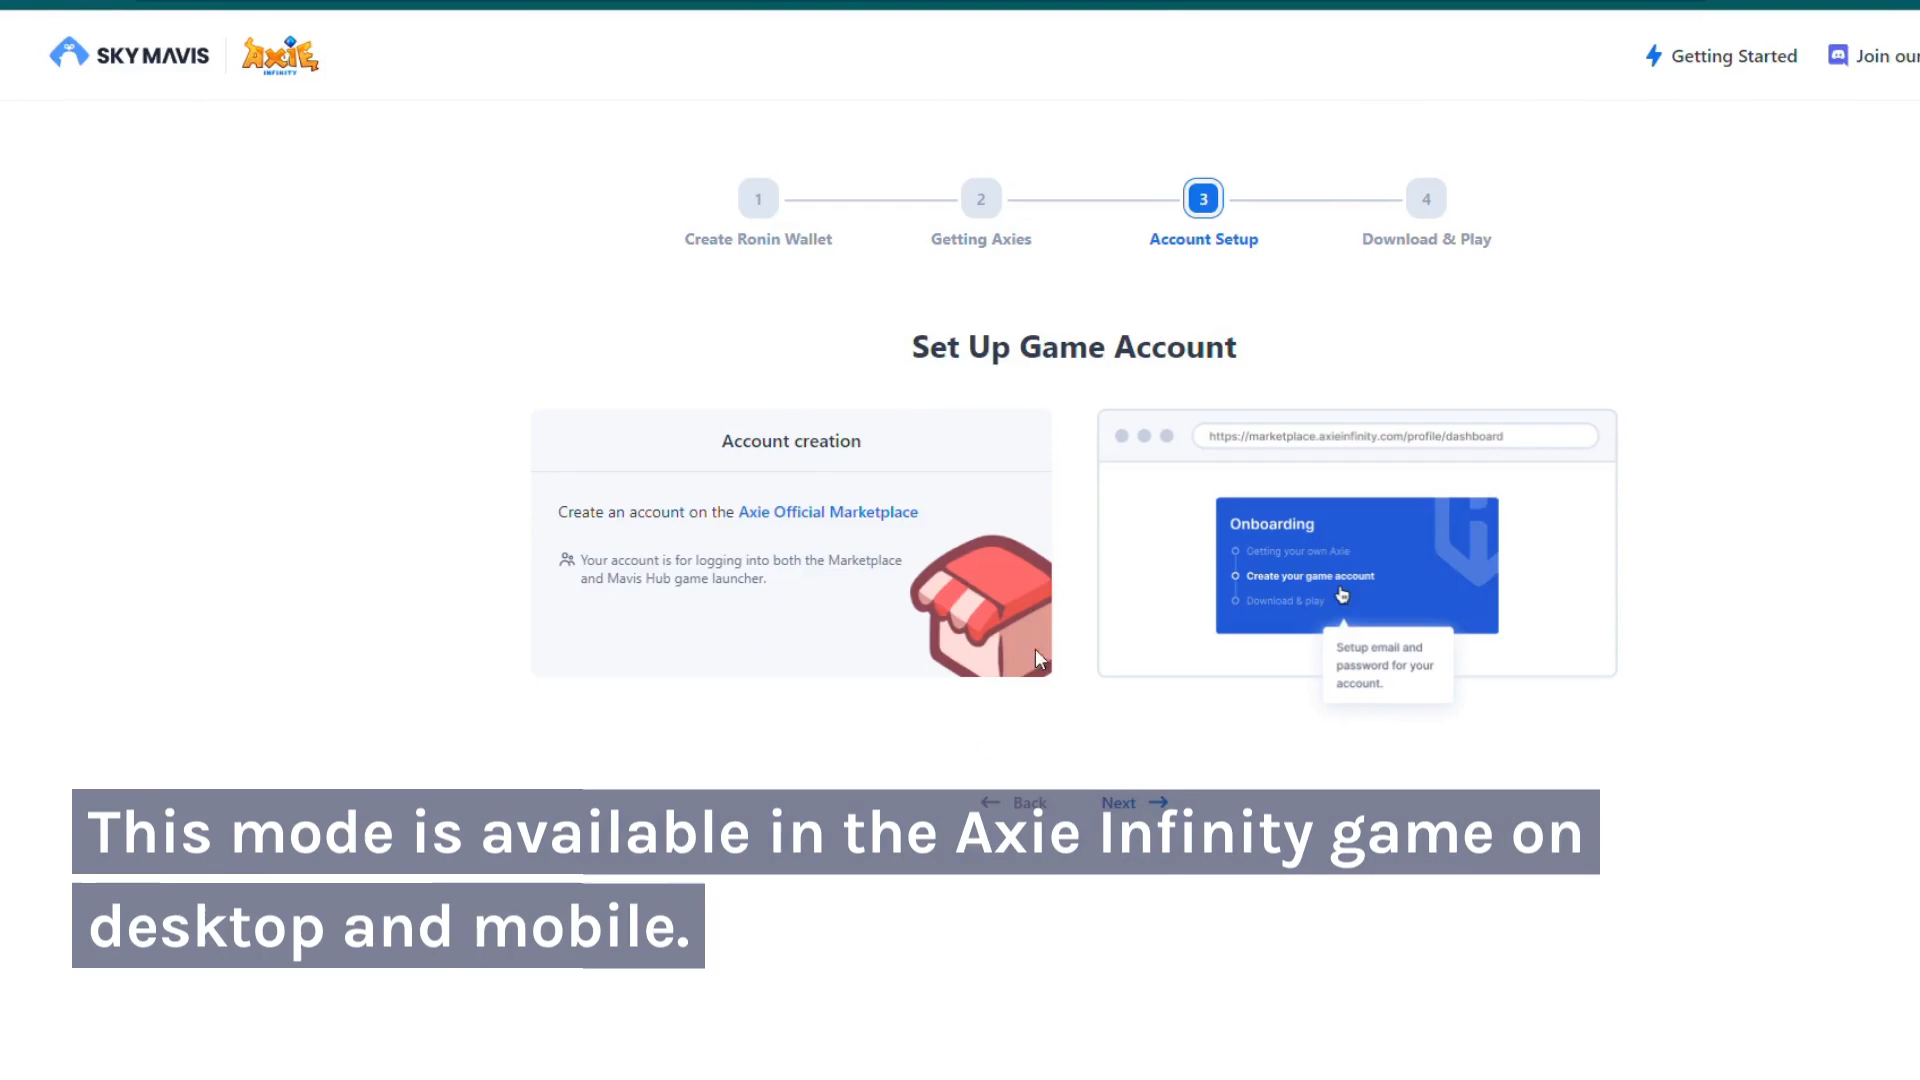 SKY MAVIS
AXIE
INFINITY
Getting Started
Join our
1
2
3
4
Create Ronin Wallet
Getting Axies
Account Setup
Download & Play
Set Up Game Account
Account creation
Create an account on the Axie Official Marketplace
Your account is for logging into both the Marketplace
and Mavis Hub game launcher.
https://marketplace.axieinfinity.com/profile/dashboard
Onboarding
Getting your own Axie
Create your game account
Download & play
Setup email and
password for your
account.
Back
Next
This mode is available in the Axie Infinity game on
desktop and mobile.